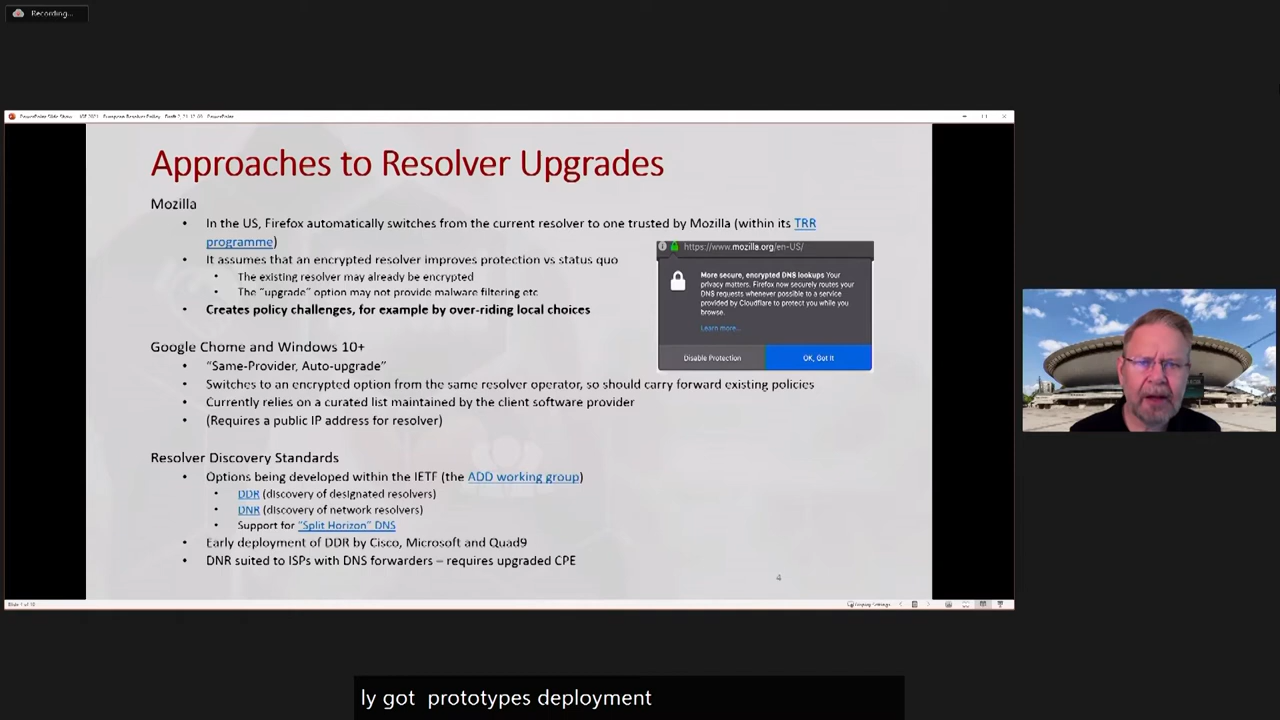 Recording...
PowerPoint Slide Show
Approaches to Resolver Upgrades
Mozilla
• In the US, Firefox automatically switches from the current resolver to one trusted by Mozilla (within its TRR
programme)
• It assumes that an encrypted resolver improves protection vs status quo
• The existing resolver may already be encrypted
• The "upgrade" option may not provide malware filtering etc
• Creates policy challenges, for example by over-riding local choices
https://www.mozilla.org/en-US/
More secure, encrypted DNS lookups Your
privacy matters. Firefox now securely routes your
DNS requests whenever possible to a service
provided by Cloudflare to protect you while you
browse.
Learn more...
Disable Protection
OK, Got It
Google Chome and Windows 10+
• "Same-Provider, Auto-upgrade"
• Switches to an encrypted option from the same resolver operator, so should carry forward existing policies
• Currently relies on a curated list maintained by the client software provider
• (Requires a public IP address for resolver)
Resolver Discovery Standards
• Options being developed within the IETF (the ADD working group)
• DDR (discovery of designated resolvers)
• DNR (discovery of network resolvers)
• Support for "Split Horizon" DNS
• Early deployment of DDR by Cisco, Microsoft and Quad9
• DNR suited to ISPs with DNS forwarders – requires upgraded CPE
4
ly got prototypes deployment